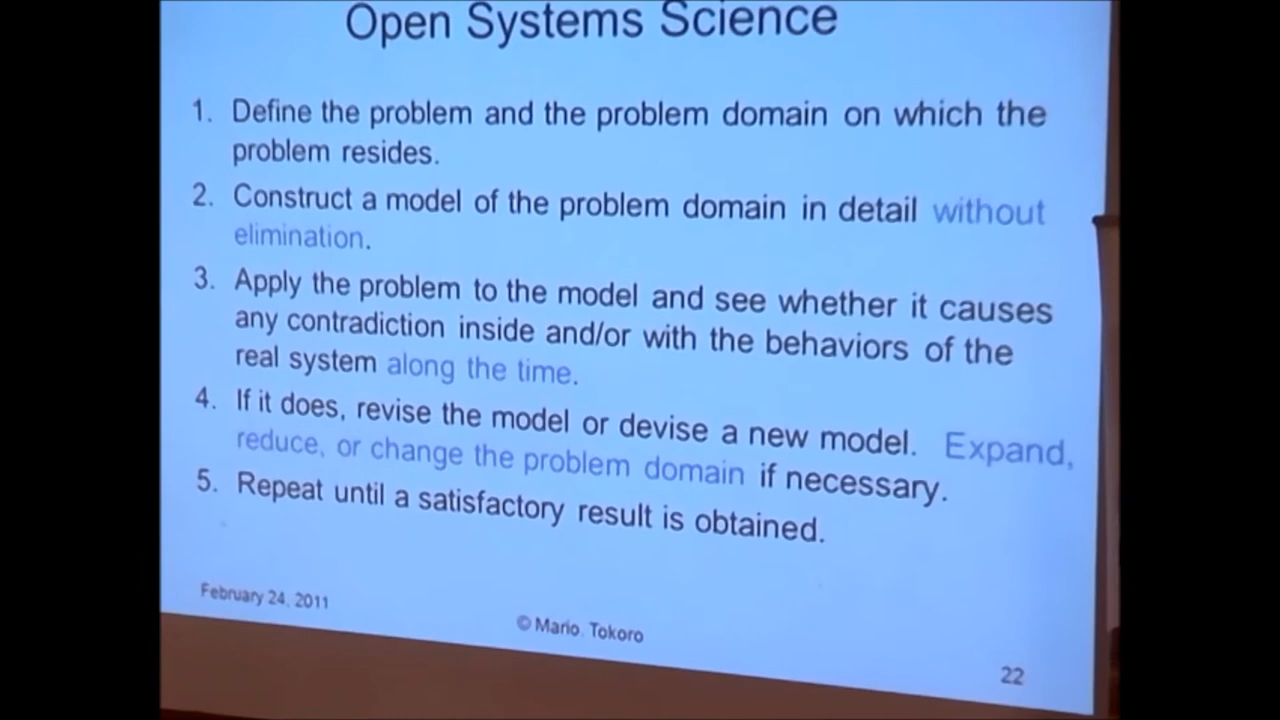 Open Systems Science
1. Define the problem and the problem domain on which the
problem resides.
2. Construct a model of the problem domain in detail without
elimination.
3. Apply the problem to the model and see whether it causes
any contradiction inside and/or with the behaviors of the
real system along the time.
4. If it does, revise the model or devise a new model. Expand,
reduce, or change the problem domain if necessary.
5. Repeat until a satisfactory result is obtained.
February 24, 2011
© Mario. Tokoro
22